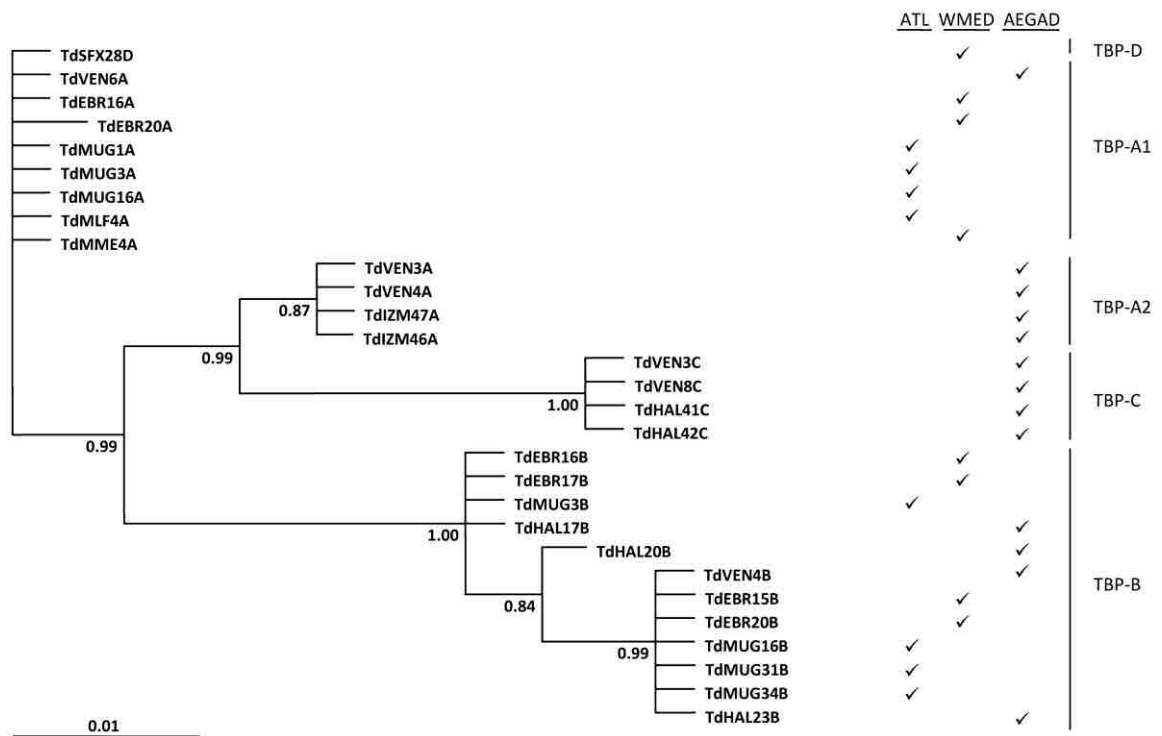 ATL WMED AEGAD
TdSFX28D ✓ TBP-D
TdVEN6A ✓
TdEBR16A ✓
TdEBR20A ✓
TdMUG1A ✓ TBP-A1
TdMUG3A ✓
TdMUG16A ✓
TdMLF4A ✓
TdMME4A ✓
TdVEN3A ✓
TdVEN4A ✓
0.87 TdIZM47A ✓ TBP-A2
TdIZM46A ✓
0.99
TdVEN3C ✓
TdVEN8C ✓
1.00 TdHAL41C ✓ TBP-C
TdHAL42C ✓
0.99
TdEBR16B ✓
TdEBR17B ✓
TdMUG3B ✓
1.00 TdHAL17B ✓
TdHAL20B ✓
TdVEN4B ✓ TBP-B
0.84 TdEBR15B ✓
TdEBR20B ✓
0.99 TdMUG16B ✓
TdMUG31B ✓
TdMUG34B ✓
TdHAL23B ✓
0.01